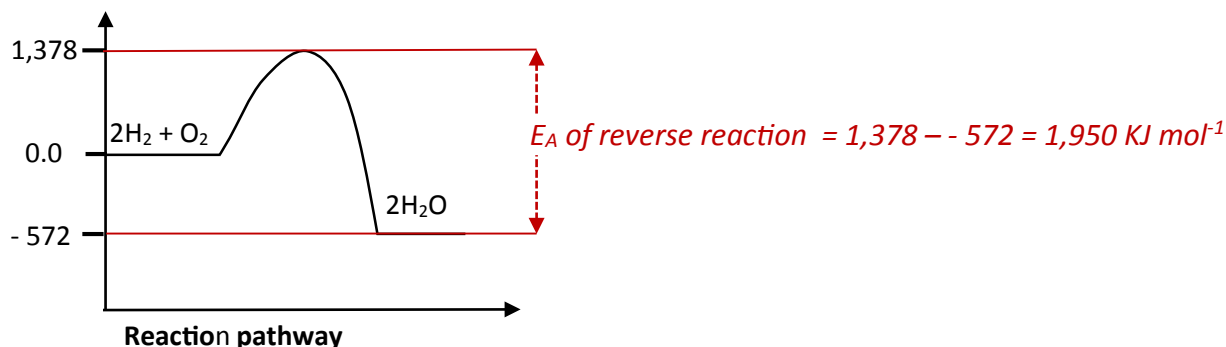 1,378
2H₂ + O₂
0.0
E_A of reverse reaction = 1,378 – - 572 = 1,950 KJ mol⁻¹
2H₂O
- 572
Reaction pathway